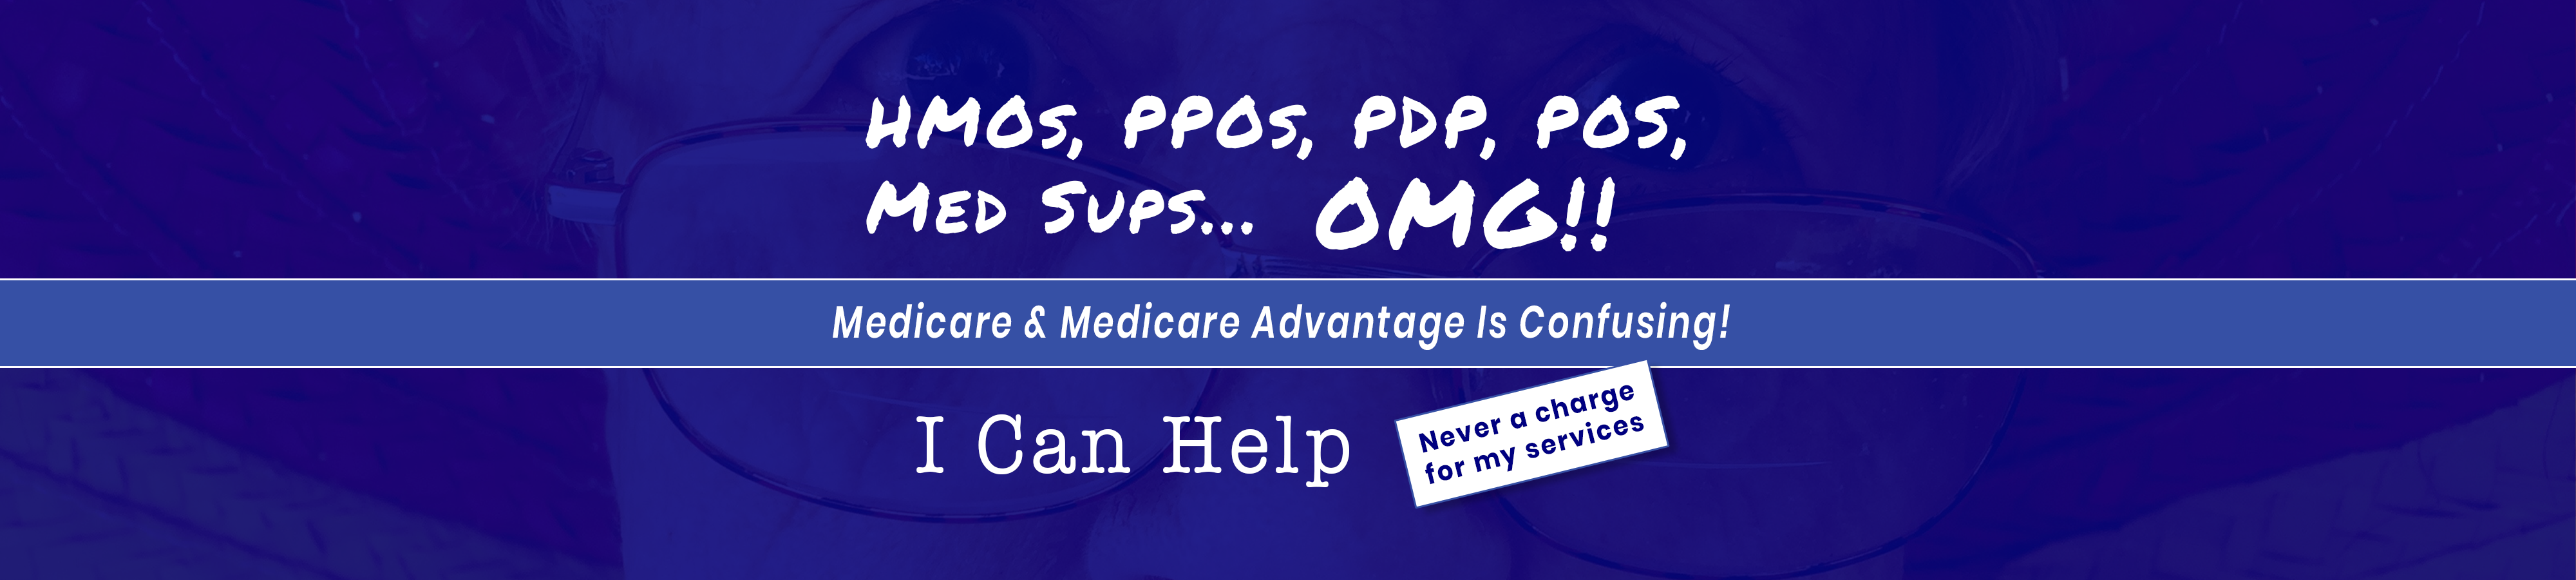 HMOs, PPOs, PDP, POS,
Med Sups... OMG!!
Medicare & Medicare Advantage Is Confusing!
I Can Help
Never a charge
for my services